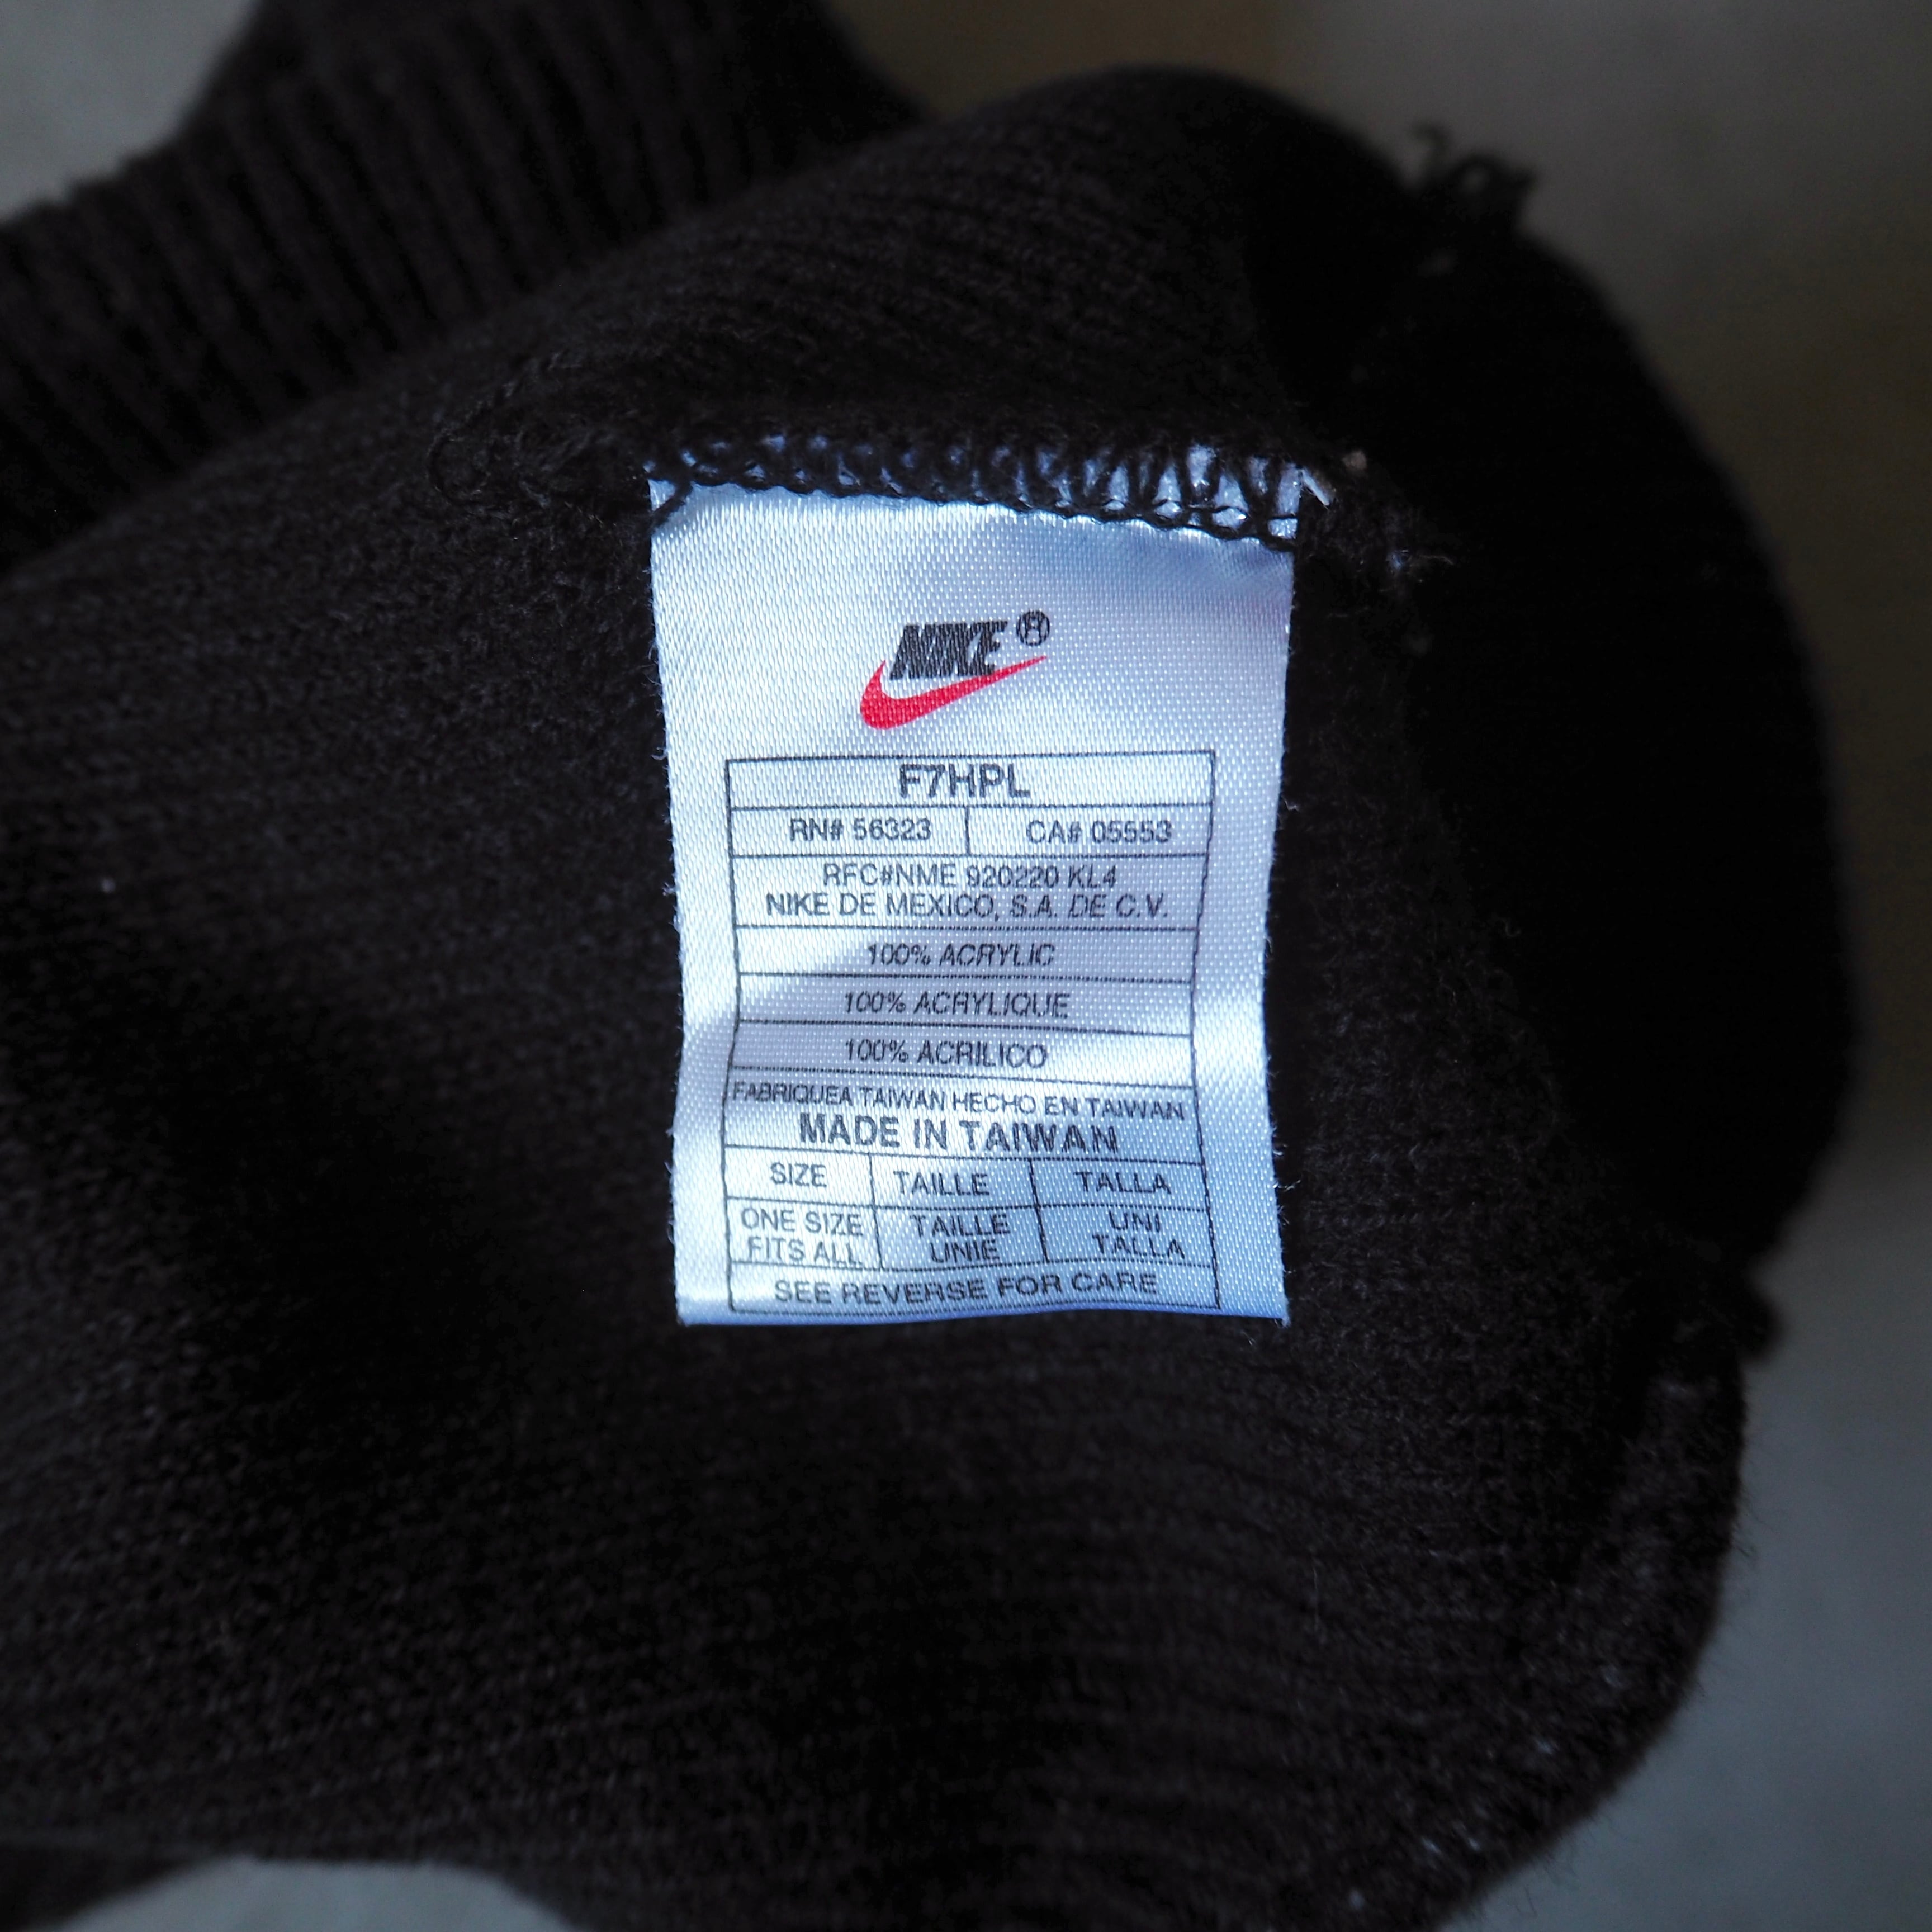 NIKE®
F7HPL
RN# 56323 CA# 05553
RFC#NME 920220 KL4
NIKE DE MEXICO, S.A. DE C.V.
100% ACRYLIC
100% ACRYLIQUE
100% ACRILICO
FABRIQUEA TAIWAN HECHO EN TAIWAN
MADE IN TAIWAN
SIZE TAILLE TALLA
ONE SIZE TAILLE UNI
FITS ALL UNIE TALLA
SEE REVERSE FOR CARE